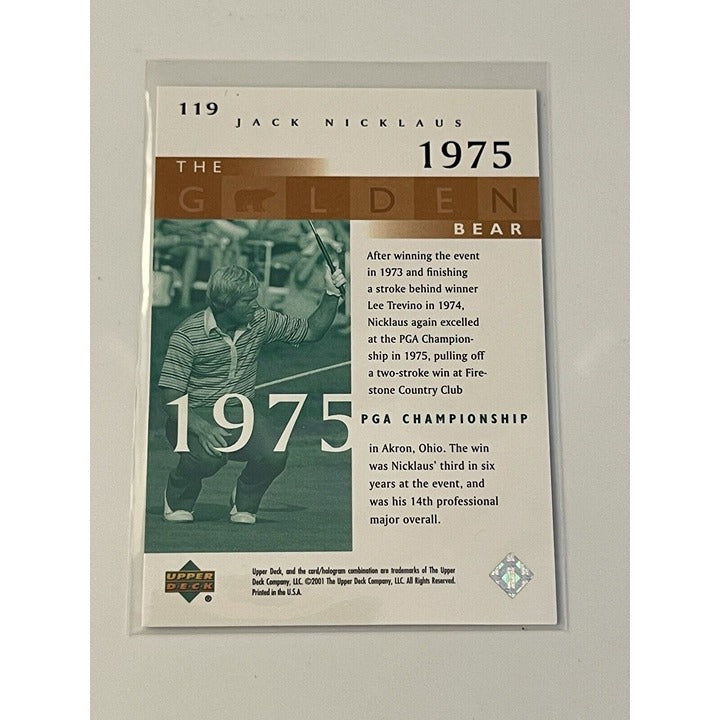 119
JACK NICKLAUS
1975
THE
GOLDEN
BEAR
After winning the event
in 1973 and finishing
a stroke behind winner
Lee Trevino in 1974,
Nicklaus again excelled
at the PGA Champion-
ship in 1975, pulling off
a two-stroke win at Fire-
stone Country Club
1975
PGA CHAMPIONSHIP
in Akron, Ohio. The win
was Nicklaus' third in six
years at the event, and
was his 14th professional
major overall.
UPPER
DECK
®
Upper Deck, and the card/hologram combination are trademarks of The Upper
Deck Company, LLC. ©2001 The Upper Deck Company, LLC. All Rights Reserved.
Printed in the U.S.A.